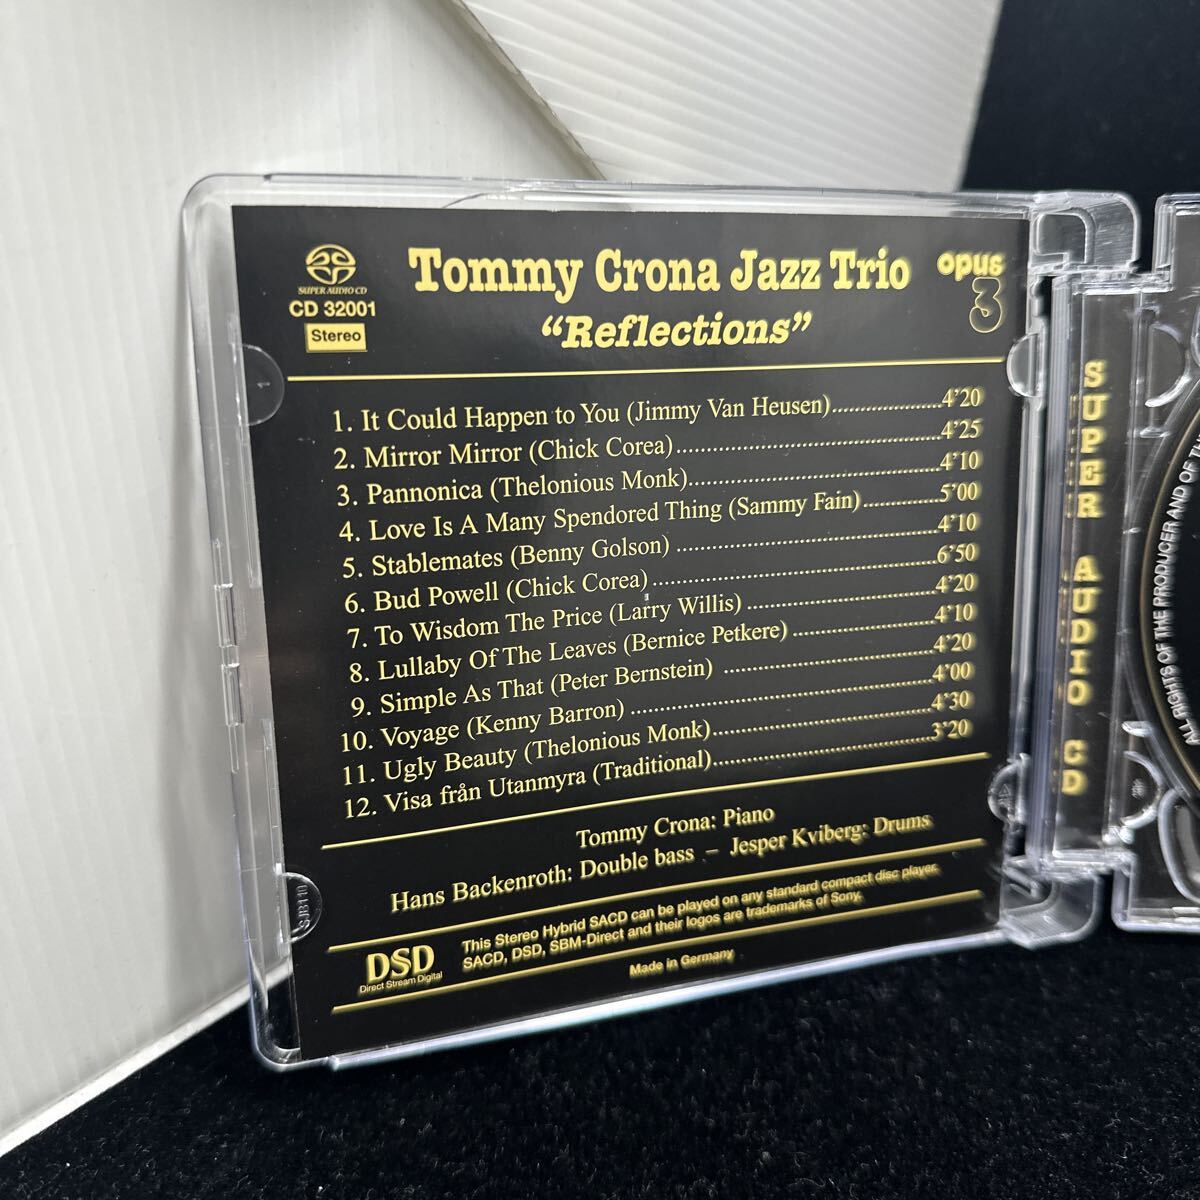 SUPER AUDIO CD
CD 32001
Stereo
Tommy Crona Jazz Trio
“Reflections”
opus
3
1. It Could Happen to You (Jimmy Van Heusen)....................4'20
2. Mirror Mirror (Chick Corea)................................................4'25
3. Pannonica (Thelonious Monk).............................................4'10
4. Love Is A Many Spendored Thing (Sammy Fain).............5'00
5. Stablemates (Benny Golson) ..............................................4'10
6. Bud Powell (Chick Corea) ..................................................6'50
7. To Wisdom The Price (Larry Willis) .................................4'20
8. Lullaby Of The Leaves (Bernice Petkere) .........................4'10
9. Simple As That (Peter Bernstein) .....................................4'20
10. Voyage (Kenny Barron) .....................................................4'00
11. Ugly Beauty (Thelonious Monk).......................................4'30
12. Visa från Utanmyra (Traditional).......................................3'20
Tommy Crona: Piano
Hans Backenroth: Double bass – Jesper Kviberg: Drums
DSD
Direct Stream Digital
This Stereo Hybrid SACD can be played on any standard compact disc player.
SACD, DSD, SBM-Direct and their logos are trademarks of Sony.
Made in Germany
1
SJB110
SUPER AUDIO CD
ALL RIGHTS OF THE PRODUCER AND OF TH